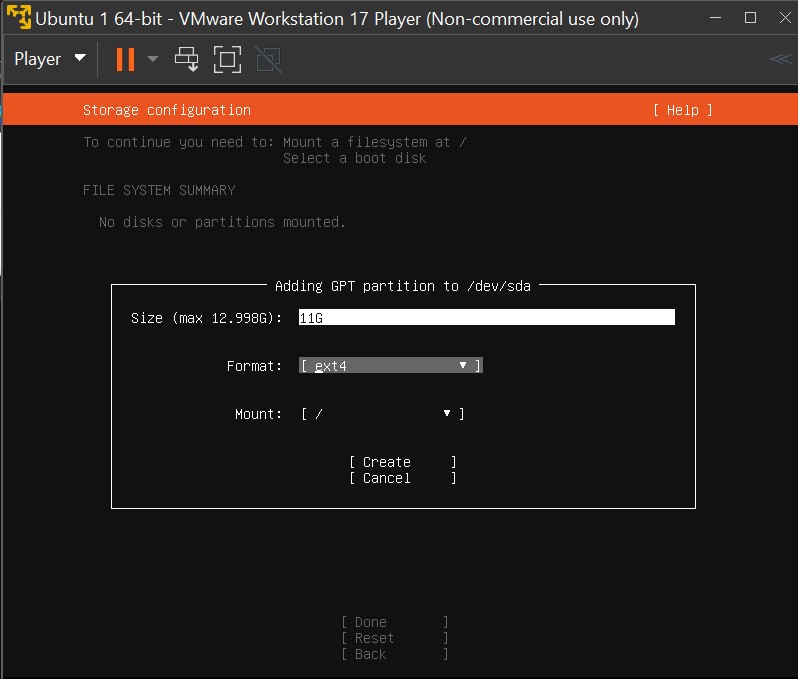 Ubuntu 1 64-bit - VMware Workstation 17 Player (Non-commercial use only)
Player
Storage configuration [ Help ]
To continue you need to: Mount a filesystem at /
Select a boot disk
FILE SYSTEM SUMMARY
No disks or partitions mounted.
Adding GPT partition to /dev/sda
Size (max 12.998G): 11G
Format: [ ext4 ▾ ]
Mount: [ / ▾ ]
[ Create ]
[ Cancel ]
[ Done ]
[ Reset ]
[ Back ]